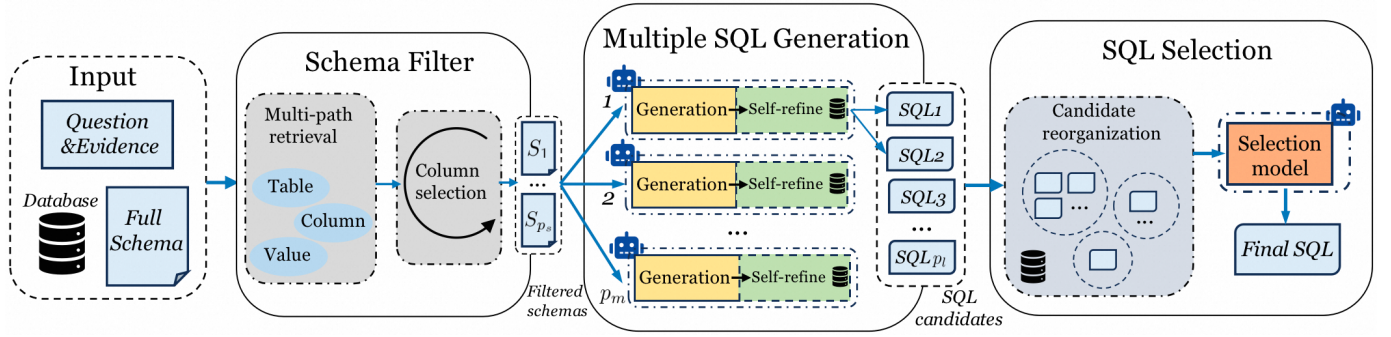 Input
Question
&Evidence
Database
Full
Schema
Schema Filter
Multi-path
retrieval
Table
Column
Value
Column
selection
S1
...
Sps
Filtered
schemas
Multiple SQL Generation
1
Generation
Self-refine
2
Generation
Self-refine
...
pm
Generation
Self-refine
SQL1
SQL2
SQL3
...
SQL pl
SQL
candidates
SQL Selection
Candidate
reorganization
...
...
Selection
model
Final SQL